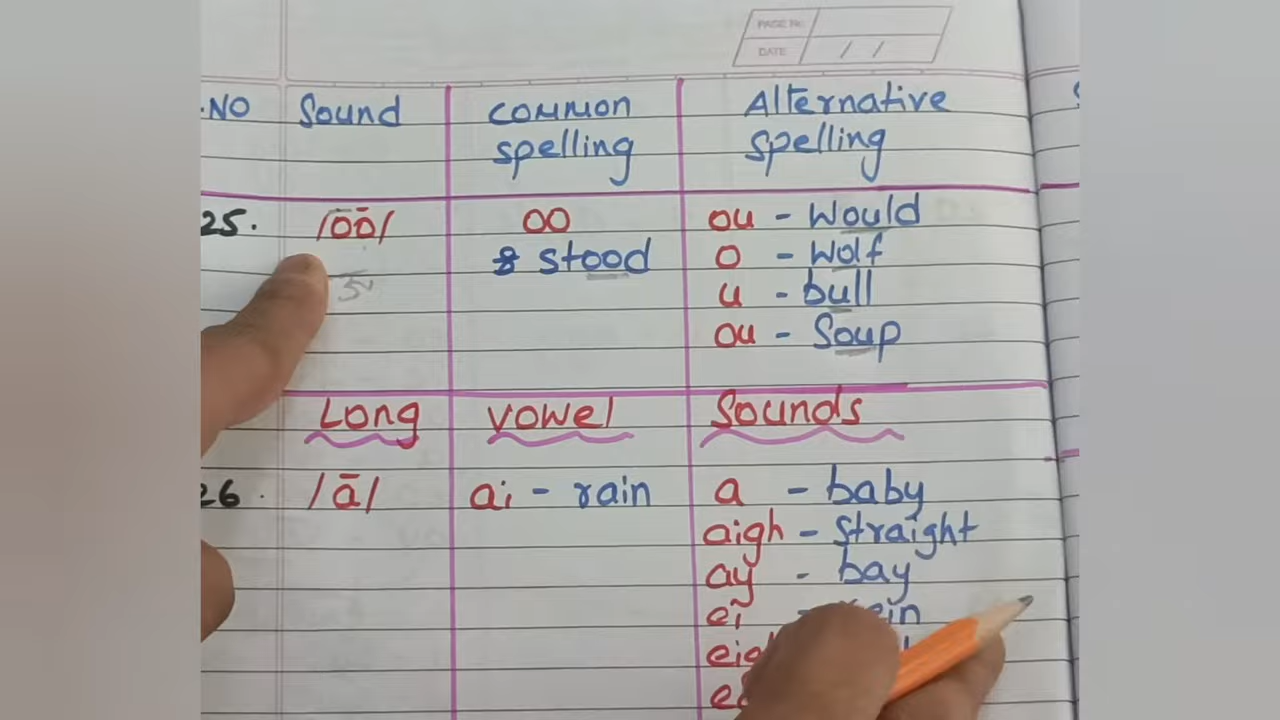 PAGE No.
DATE / /
.NO Sound COMMON Alternative
spelling spelling
25. /ōō/ oo ou - Would
stood o - Wolf
u - bull
ou - Soup
Long Vowel Sounds
26. /ā/ ai - rain a - baby
aigh - Straight
ay - bay
ei